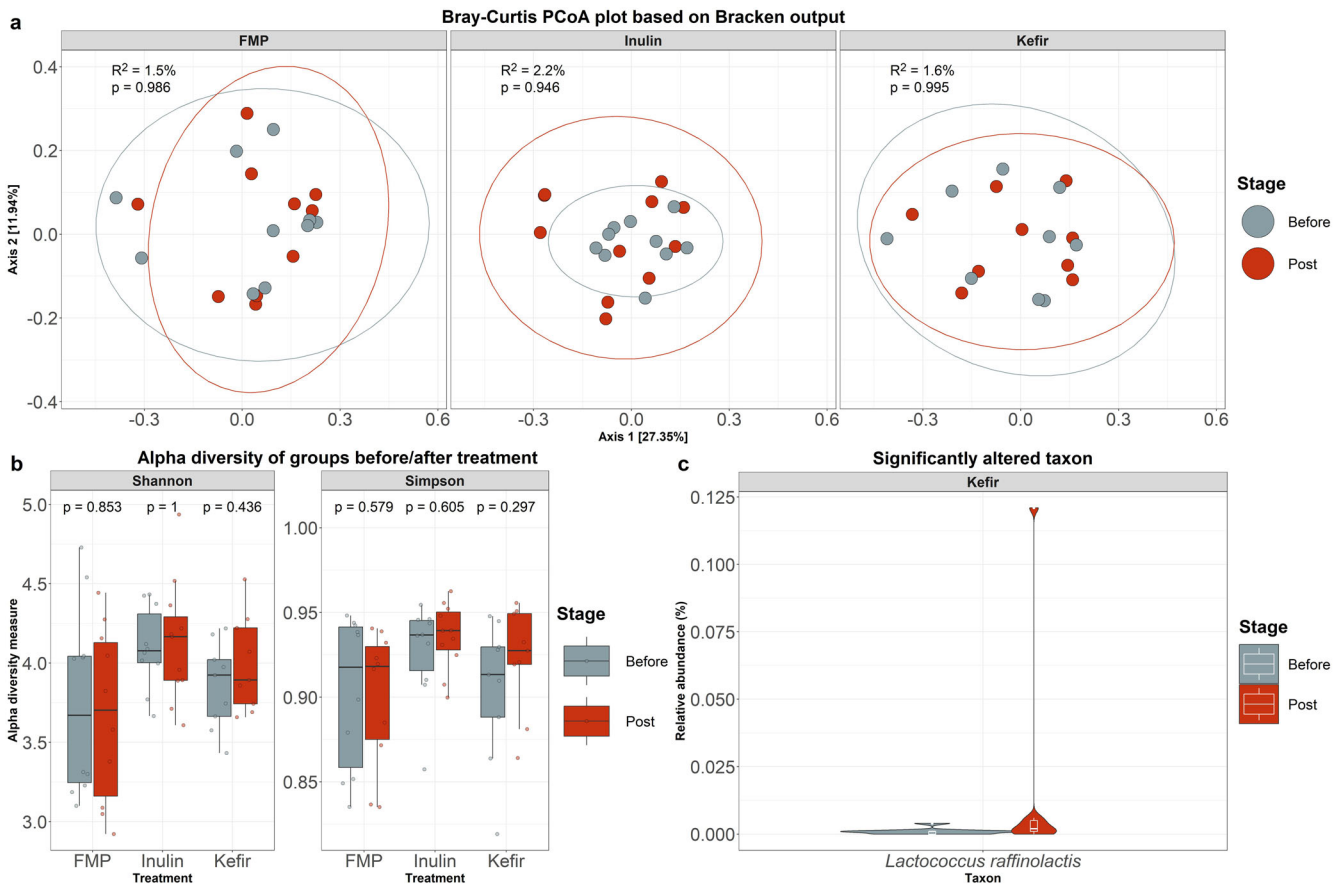 a
Bray-Curtis PCoA plot based on Bracken output
FMP
Inulin
Kefir
R² = 1.5%
p = 0.986
R² = 2.2%
p = 0.946
R² = 1.6%
p = 0.995
Axis 2 [11.94%]
0.4
0.2
0.0
-0.2
-0.4
-0.3 0.0 0.3 0.6
-0.3 0.0 0.3 0.6
-0.3 0.0 0.3 0.6
Axis 1 [27.35%]
Stage
Before
Post
b
Alpha diversity of groups before/after treatment
Shannon
Simpson
p = 0.853 p = 1 p = 0.436
p = 0.579 p = 0.605 p = 0.297
Alpha diversity measure
5.0
4.5
4.0
3.5
3.0
1.00
0.95
0.90
0.85
FMP Inulin Kefir
FMP Inulin Kefir
Treatment
Treatment
Stage
Before
Post
c
Significantly altered taxon
Kefir
Relative abundance (%)
0.125
0.100
0.075
0.050
0.025
0.000
Lactococcus raffinolactis
Taxon
Stage
Before
Post